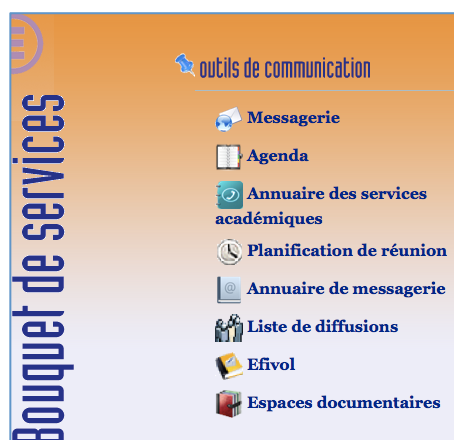 Bouquet de services
outils de communication
Messagerie
Agenda
Annuaire des services
académiques
Planification de réunion
Annuaire de messagerie
Liste de diffusions
Efivol
Espaces documentaires